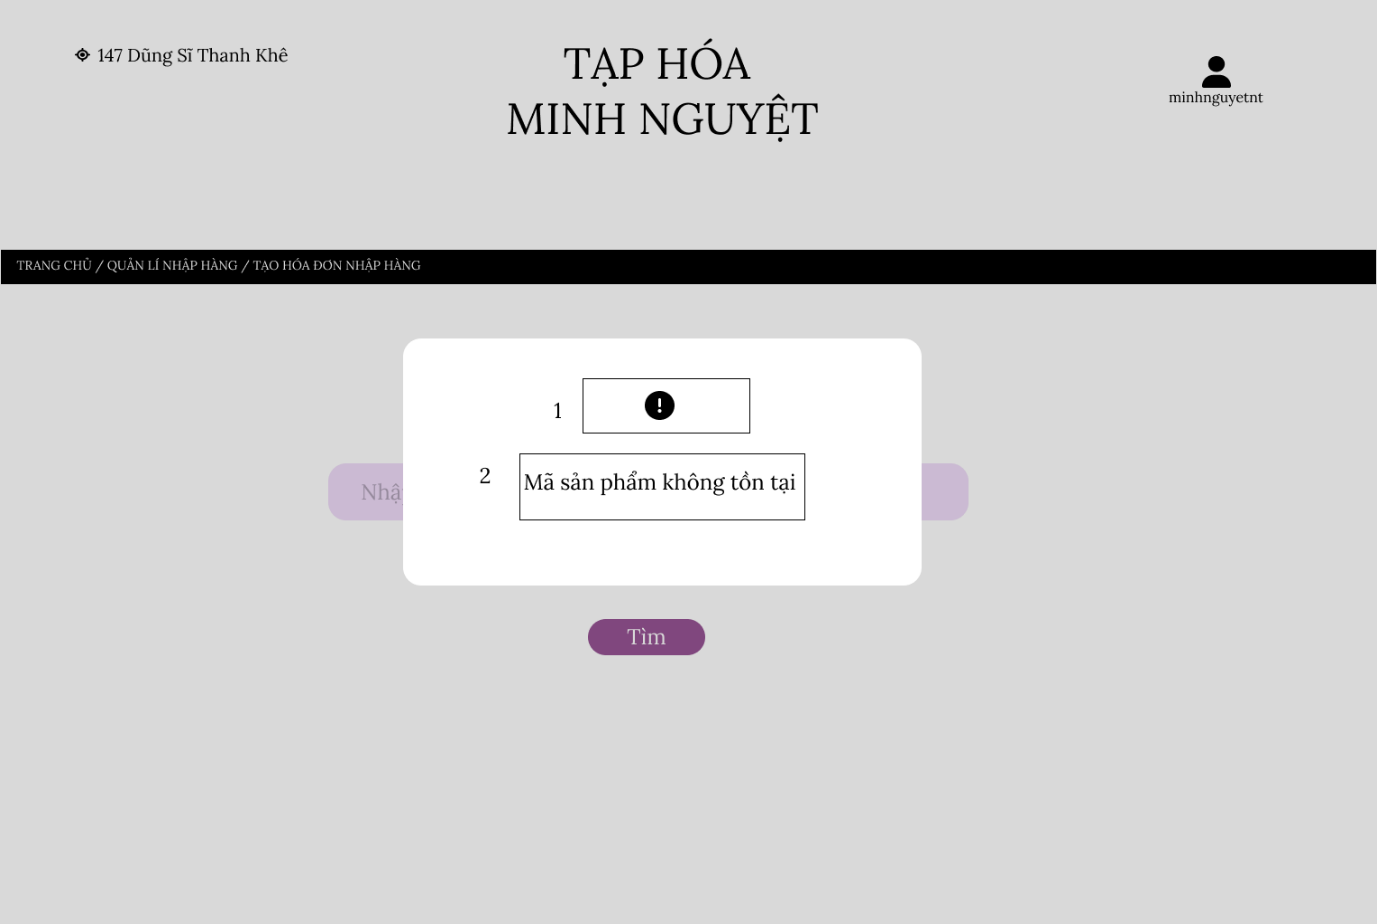 147 Dũng Sĩ Thanh Khê
TẠP HÓA
MINH NGUYỆT
minhnguyetnt
TRANG CHỦ / QUẢN LÍ NHẬP HÀNG / TẠO HÓA ĐƠN NHẬP HÀNG
1
2 Mã sản phẩm không tồn tại
Tìm